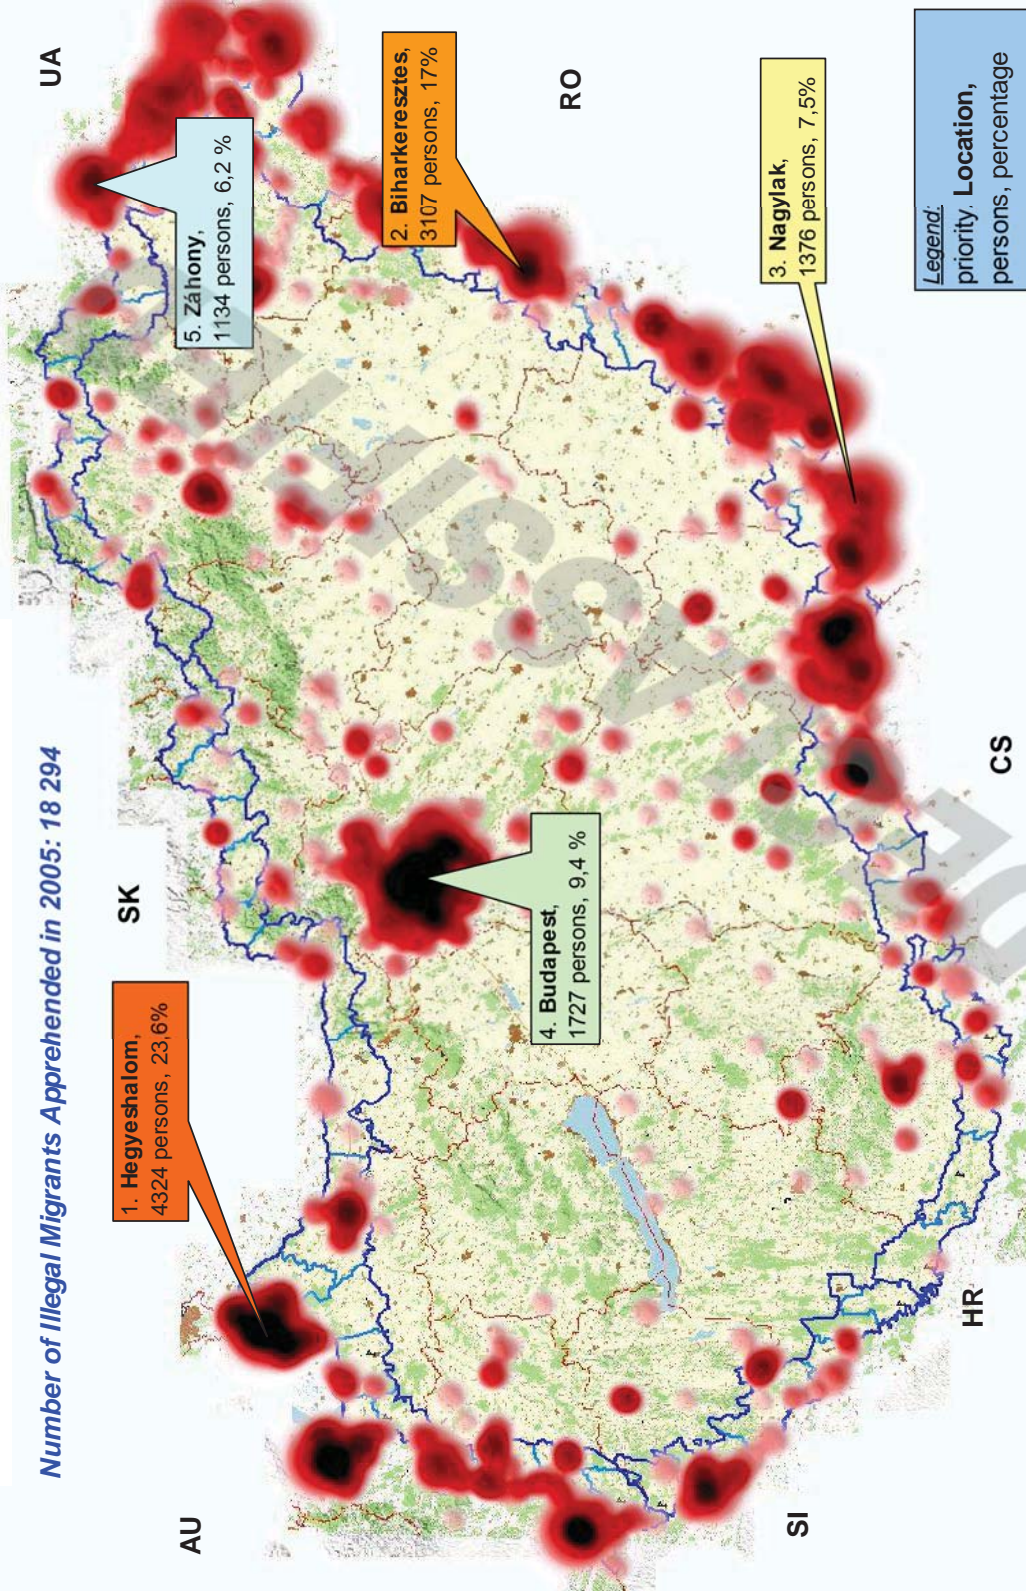 Number of Illegal Migrants Apprehended in 2005: 18 294
UA
SK
1. Hegyeshalom,
4324 persons, 23,6%
AU
5. Záhony,
1134 persons, 6,2 %
2. Biharkeresztes,
3107 persons, 17%
4. Budapest,
1727 persons, 9,4 %
RO
3. Nagylak,
1376 persons, 7,5%
SI
HR
CS
Legend:
priority. Location,
persons, percentage